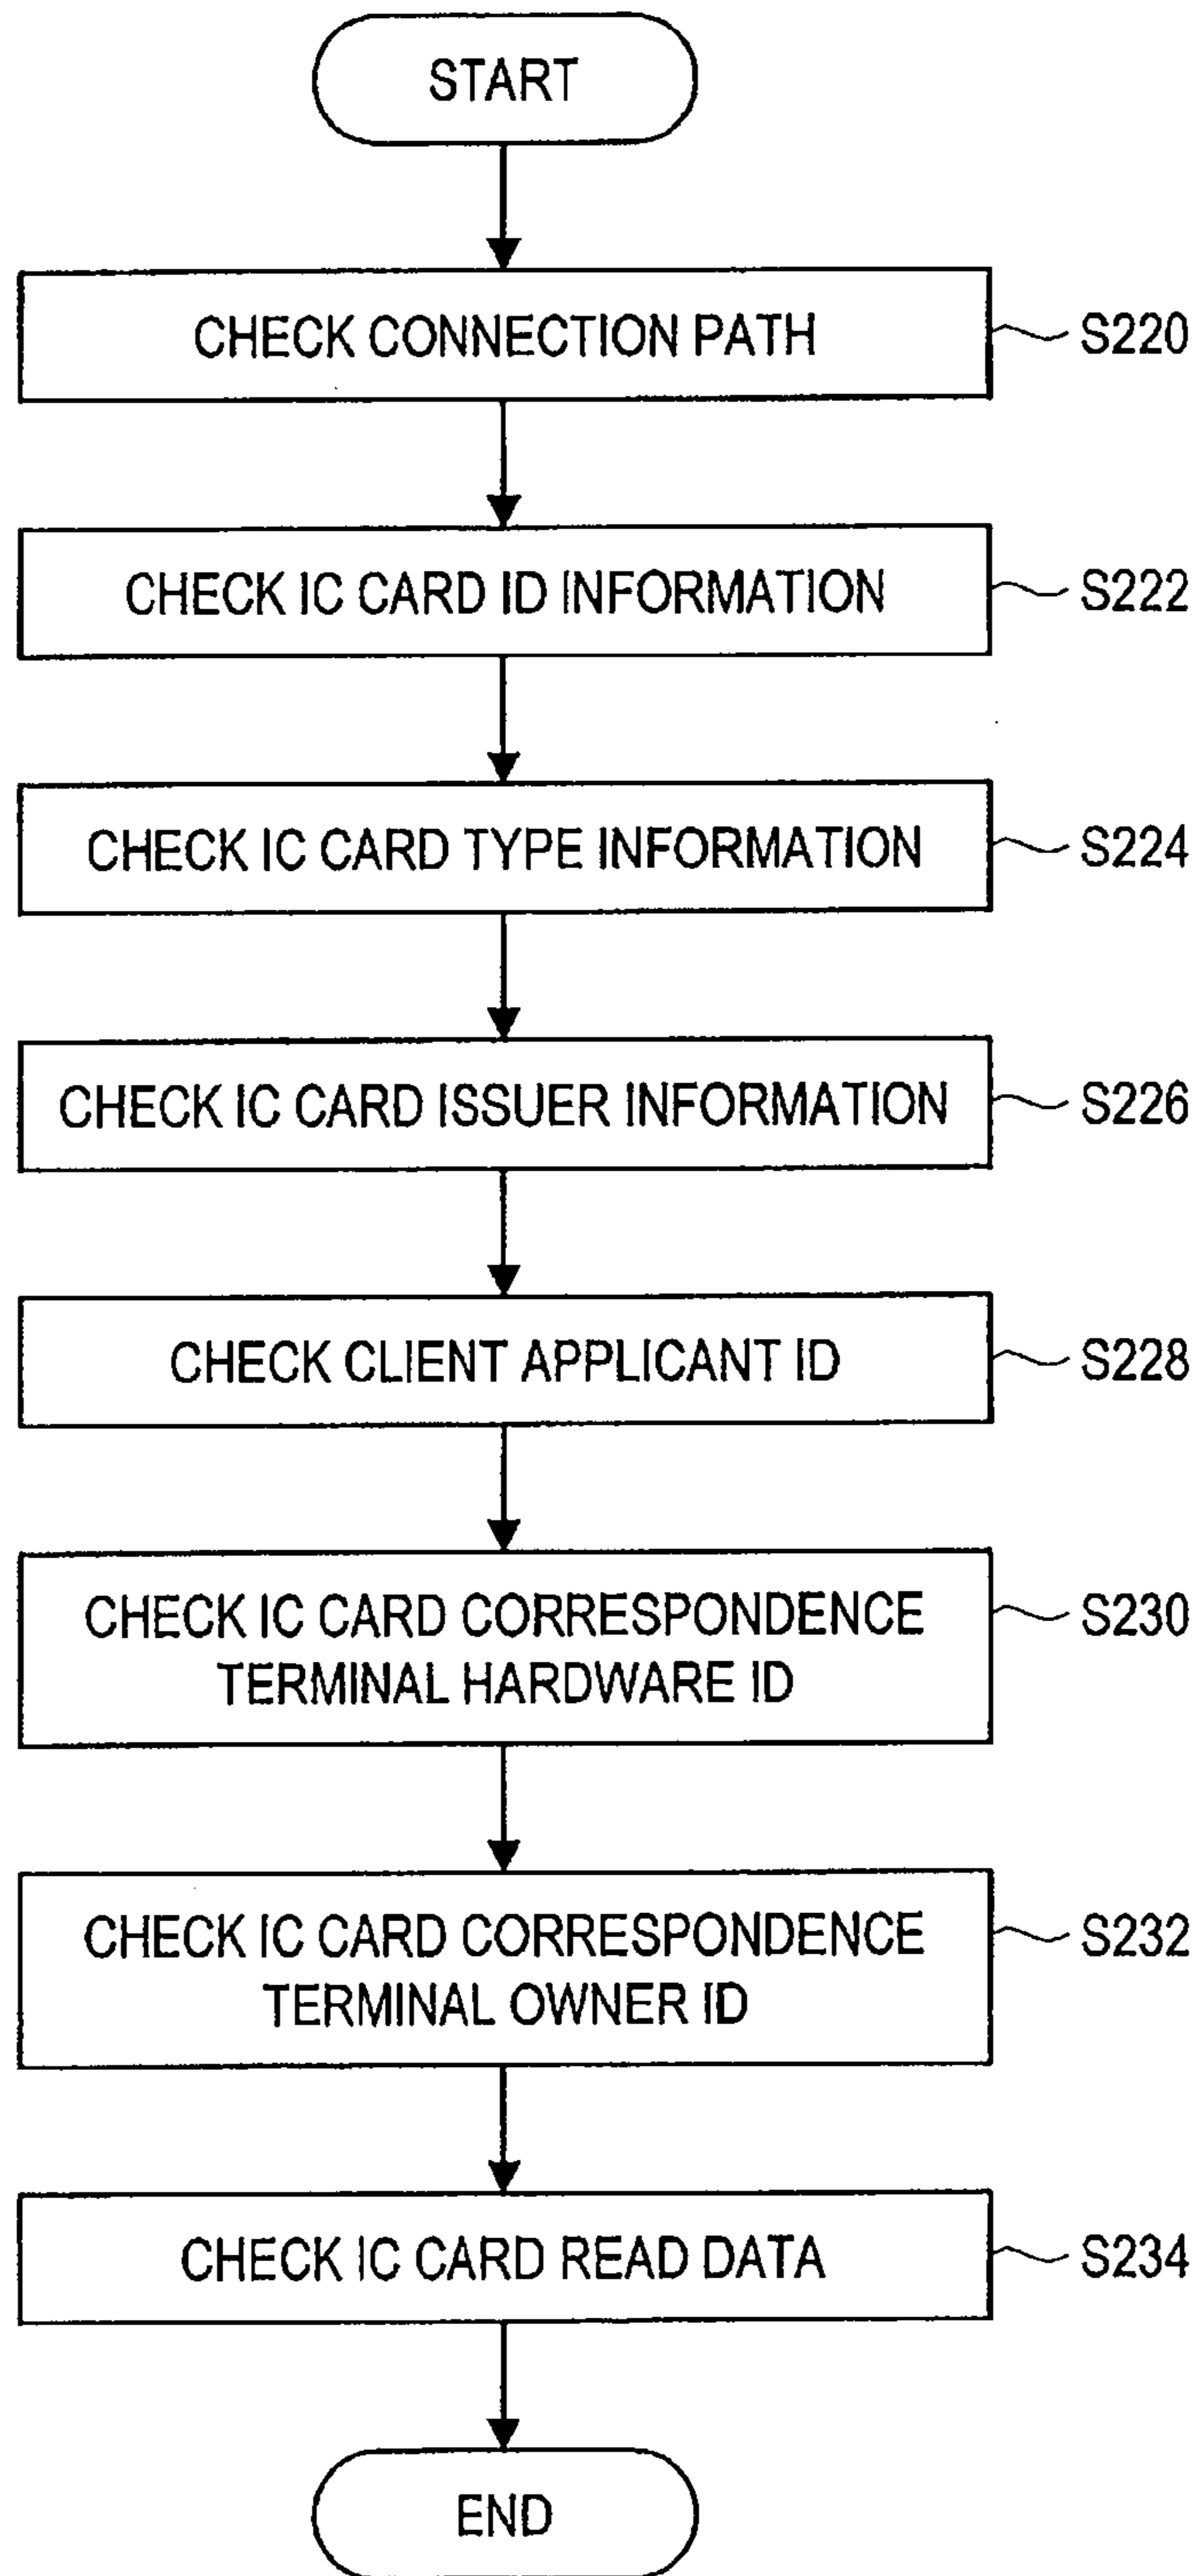 START
CHECK CONNECTION PATH
S220
CHECK IC CARD ID INFORMATION
S222
CHECK IC CARD TYPE INFORMATION
S224
CHECK IC CARD ISSUER INFORMATION
S226
CHECK CLIENT APPLICANT ID
S228
CHECK IC CARD CORRESPONDENCE
TERMINAL HARDWARE ID
S230
CHECK IC CARD CORRESPONDENCE
TERMINAL OWNER ID
S232
CHECK IC CARD READ DATA
S234
END